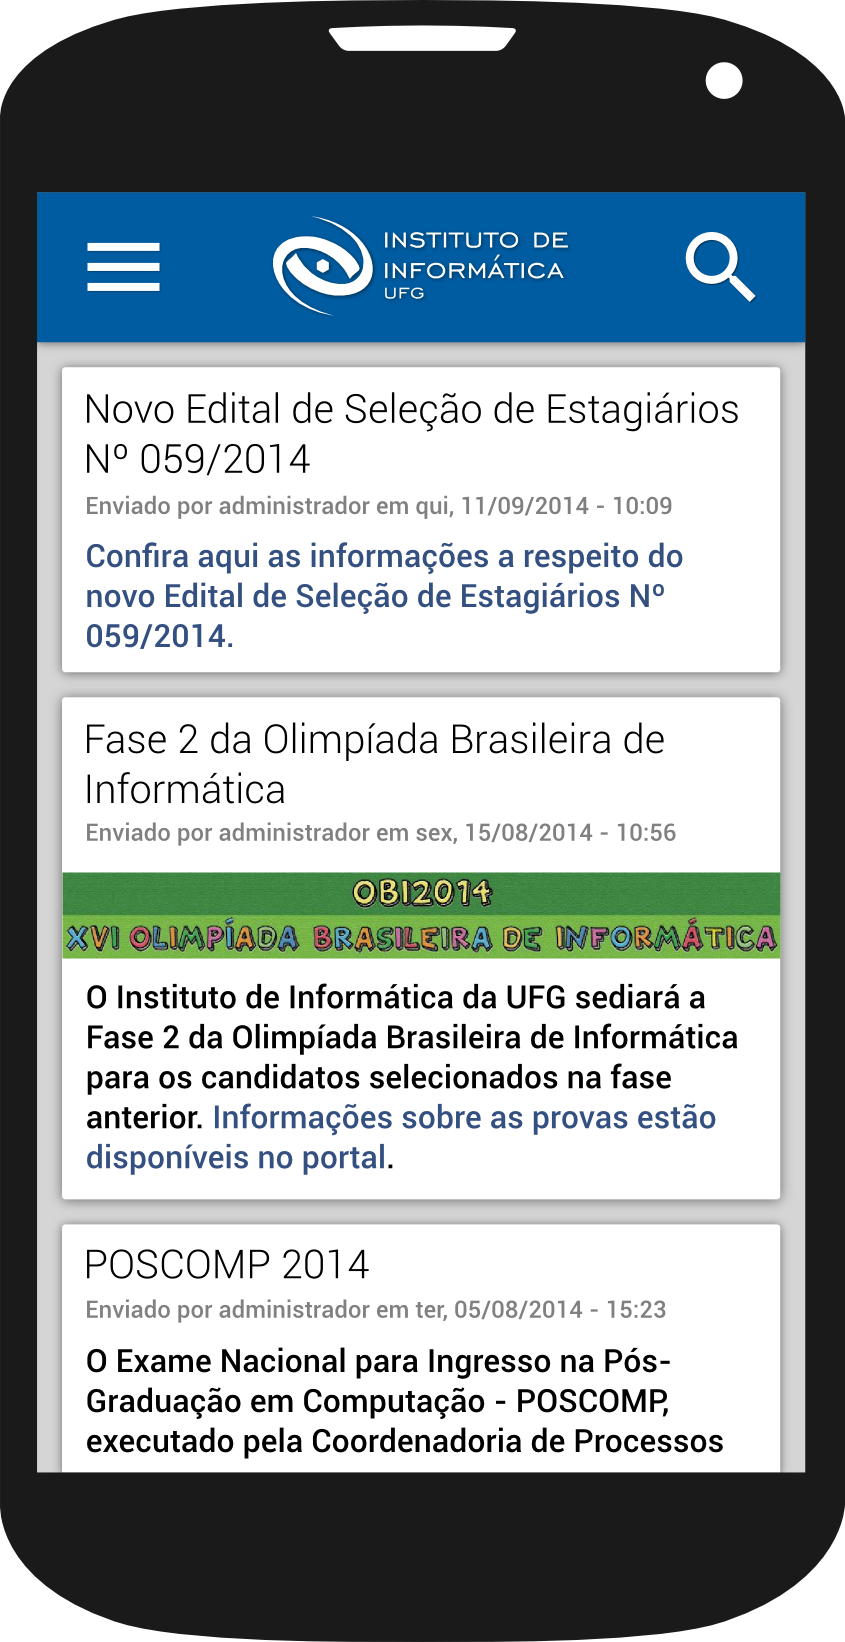 INSTITUTO DE
INFORMÁTICA
UFG
Novo Edital de Seleção de Estagiários
Nº 059/2014
Enviado por administrador em qui, 11/09/2014 - 10:09
Confira aqui as informações a respeito do
novo Edital de Seleção de Estagiários Nº
059/2014.
Fase 2 da Olimpíada Brasileira de
Informática
Enviado por administrador em sex, 15/08/2014 - 10:56
OBI2014
XVI OLIMPÍADA BRASILEIRA DE INFORMÁTICA
O Instituto de Informática da UFG sediará a
Fase 2 da Olimpíada Brasileira de Informática
para os candidatos selecionados na fase
anterior. Informações sobre as provas estão
disponíveis no portal.
POSCOMP 2014
Enviado por administrador em ter, 05/08/2014 - 15:23
O Exame Nacional para Ingresso na Pós-
Graduação em Computação - POSCOMP,
executado pela Coordenadoria de Processos